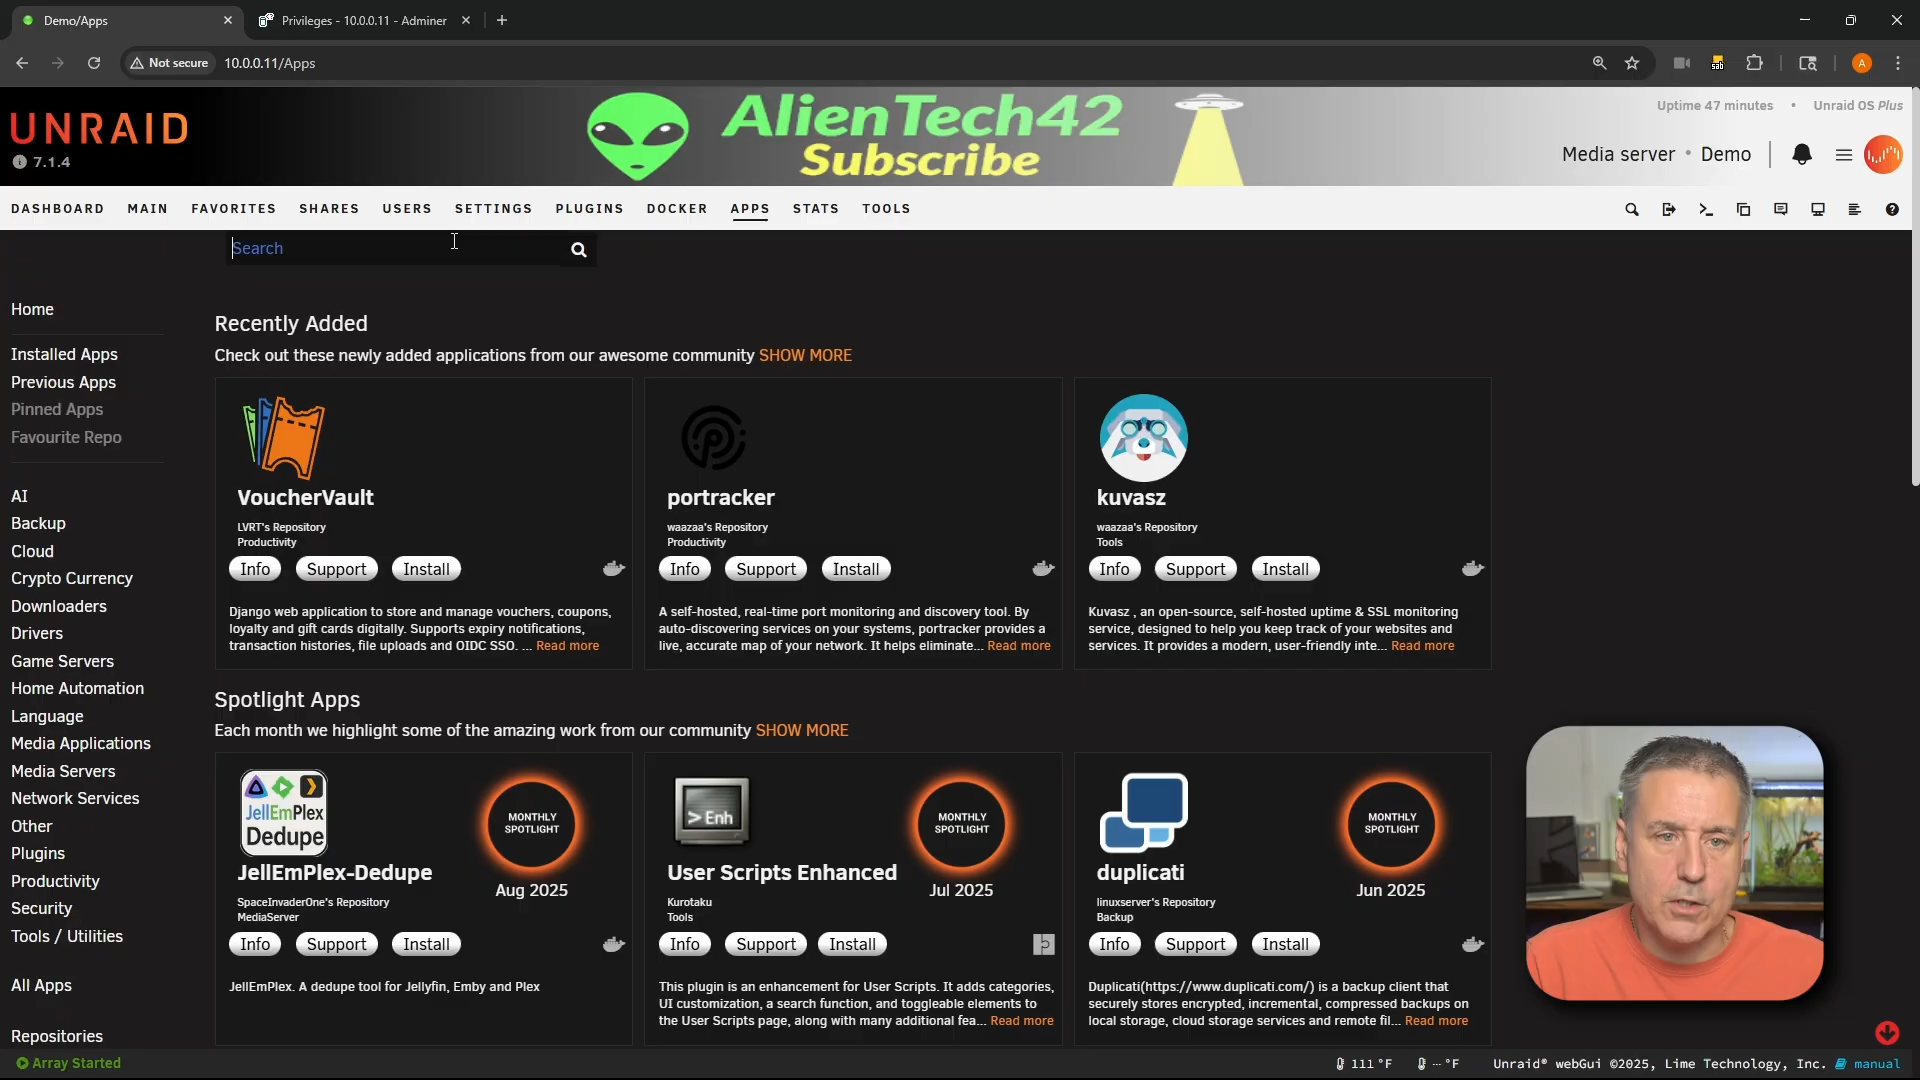 Demo/Apps
Privileges - 10.0.0.11 - Adminer
Not secure
10.0.0.11/Apps
sab
A
UNRAID
7.1.4
AlienTech42
Subscribe
Uptime 47 minutes • Unraid OS Plus
Media server • Demo
DASHBOARD MAIN FAVORITES SHARES USERS SETTINGS PLUGINS DOCKER APPS STATS TOOLS
Search
Home
Installed Apps
Previous Apps
Pinned Apps
Favourite Repo
AI
Backup
Cloud
Crypto Currency
Downloaders
Drivers
Game Servers
Home Automation
Language
Media Applications
Media Servers
Network Services
Other
Plugins
Productivity
Security
Tools / Utilities
All Apps
Repositories
Recently Added
Check out these newly added applications from our awesome community SHOW MORE
VoucherVault
LVRT's Repository
Productivity
Info Support Install
Django web application to store and manage vouchers, coupons,
loyalty and gift cards digitally. Supports expiry notifications,
transaction histories, file uploads and OIDC SSO. ... Read more
portracker
waazaa's Repository
Productivity
Info Support Install
A self-hosted, real-time port monitoring and discovery tool. By
auto-discovering services on your systems, portracker provides a
live, accurate map of your network. It helps eliminate... Read more
kuvasz
waazaa's Repository
Tools
Info Support Install
Kuvasz , an open-source, self-hosted uptime & SSL monitoring
service, designed to help you keep track of your websites and
services. It provides a modern, user-friendly inte... Read more
Spotlight Apps
Each month we highlight some of the amazing work from our community SHOW MORE
JellEmPlex
Dedupe
MONTHLY
SPOTLIGHT
JellEmPlex-Dedupe
Aug 2025
SpaceInvaderOne's Repository
MediaServer
Info Support Install
JellEmPlex. A dedupe tool for Jellyfin, Emby and Plex
> Enh
MONTHLY
SPOTLIGHT
User Scripts Enhanced
Jul 2025
Kurotaku
Tools
Info Support Install
This plugin is an enhancement for User Scripts. It adds categories,
UI customization, a search function, and toggleable elements to
the User Scripts page, along with many additional fea... Read more
MONTHLY
SPOTLIGHT
duplicati
Jun 2025
linuxserver's Repository
Backup
Info Support Install
Duplicati(https://www.duplicati.com/) is a backup client that
securely stores encrypted, incremental, compressed backups on
local storage, cloud storage services and remote fil... Read more
Array Started
111 °F -- °F Unraid® webGui ©2025, Lime Technology, Inc. manual